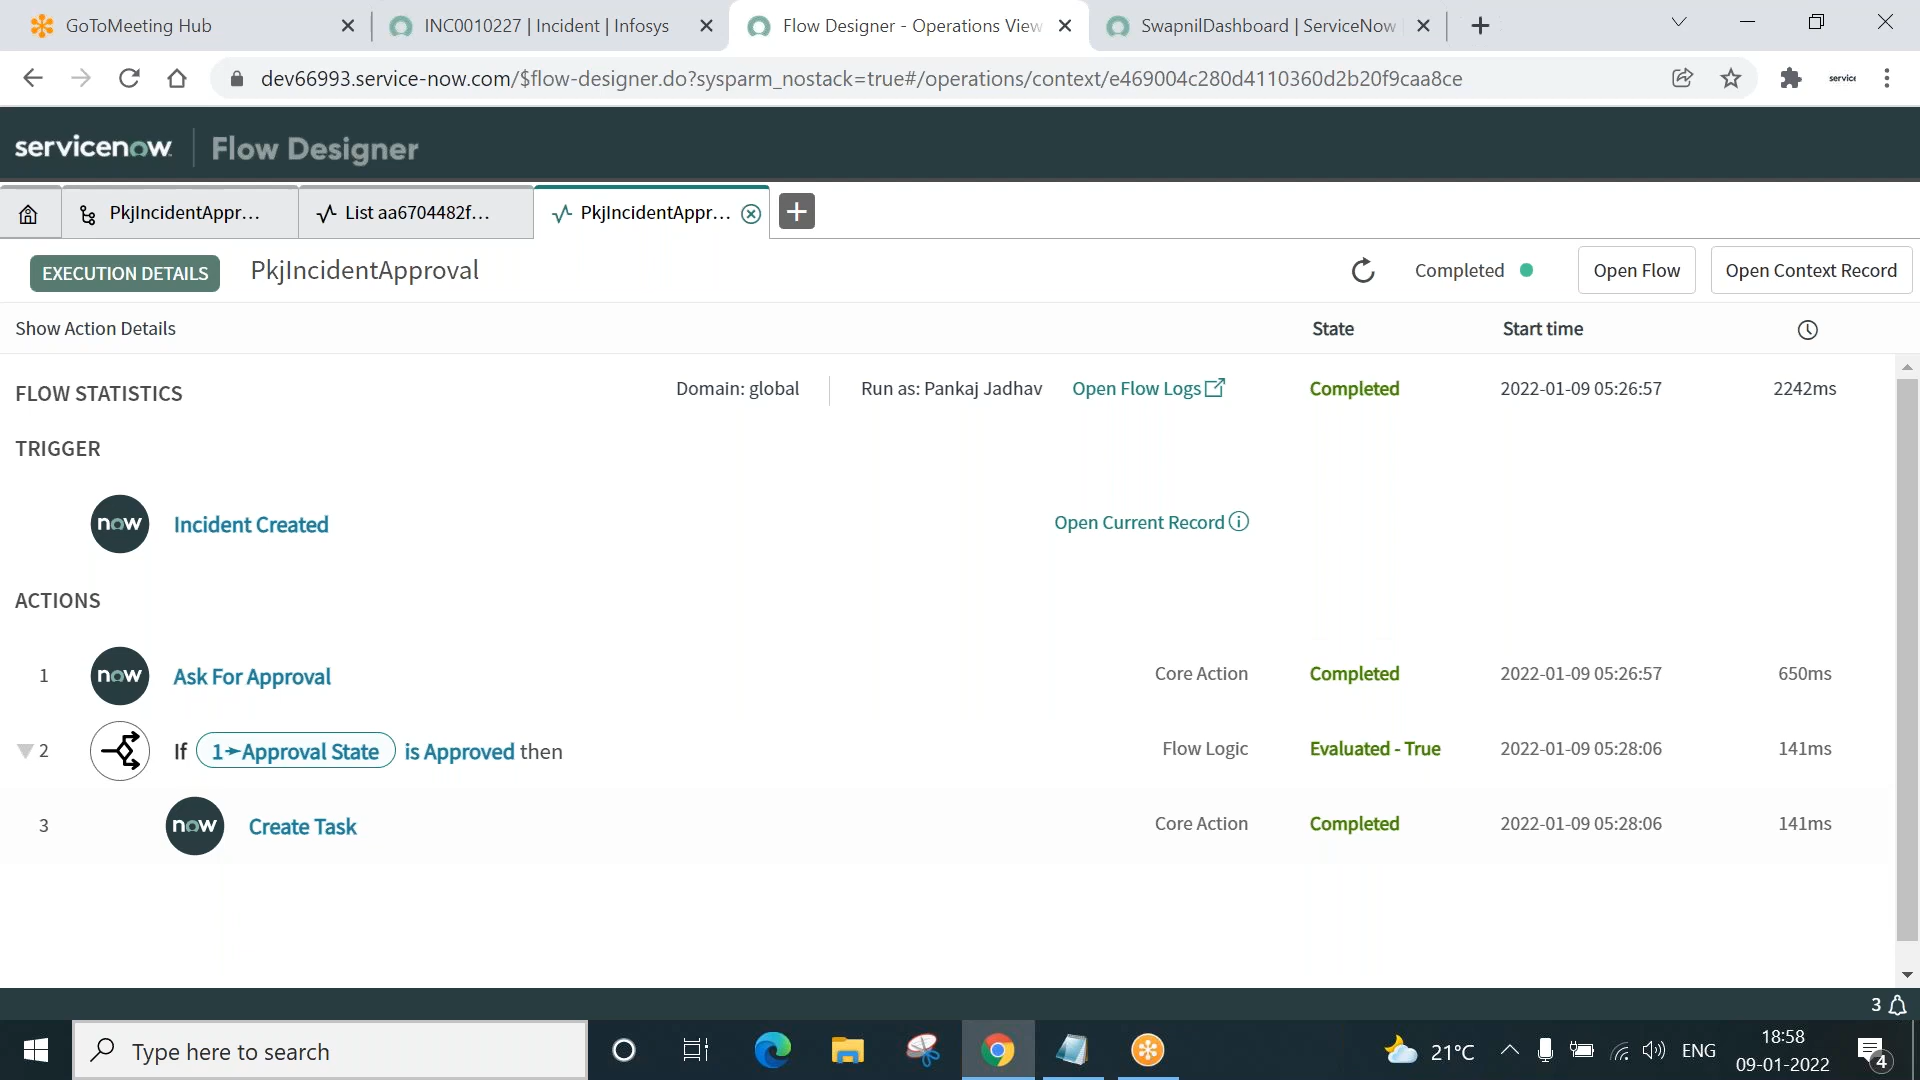 GoToMeeting Hub
INC0010227 | Incident | Infosys
Flow Designer - Operations View
SwapnilDashboard | ServiceNow
dev66993.service-now.com/$flow-designer.do?sysparm_nostack=true#/operations/context/e469004c280d4110360d2b20f9caa8ce
service
servicenow
Flow Designer
PkjIncidentAppr...
List aa6704482f...
PkjIncidentAppr...
EXECUTION DETAILS
PkjIncidentApproval
Completed
Open Flow
Open Context Record
Show Action Details
State
Start time
FLOW STATISTICS
Domain: global
Run as: Pankaj Jadhav
Open Flow Logs
Completed
2022-01-09 05:26:57
2242ms
TRIGGER
now
Incident Created
Open Current Record
ACTIONS
1
now
Ask For Approval
Core Action
Completed
2022-01-09 05:26:57
650ms
2
If 1➛Approval State is Approved then
Flow Logic
Evaluated - True
2022-01-09 05:28:06
141ms
3
now
Create Task
Core Action
Completed
2022-01-09 05:28:06
141ms
3
Type here to search
21°C
ENG
18:58
09-01-2022
4